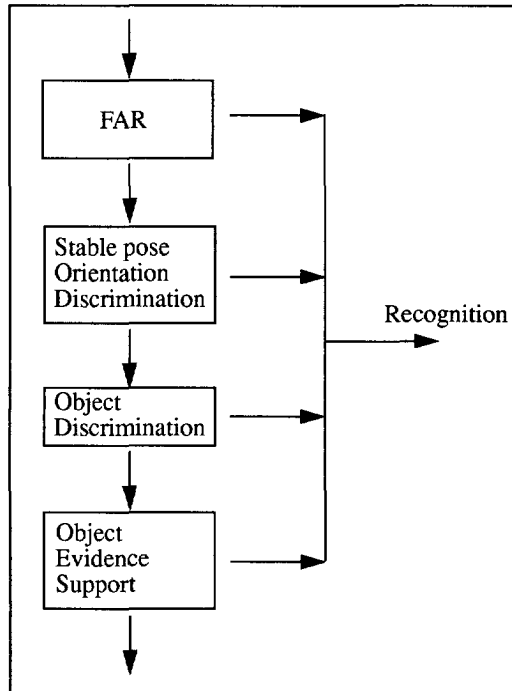 FAR
Stable pose
Orientation
Discrimination
Recognition
Object
Discrimination
Object
Evidence
Support